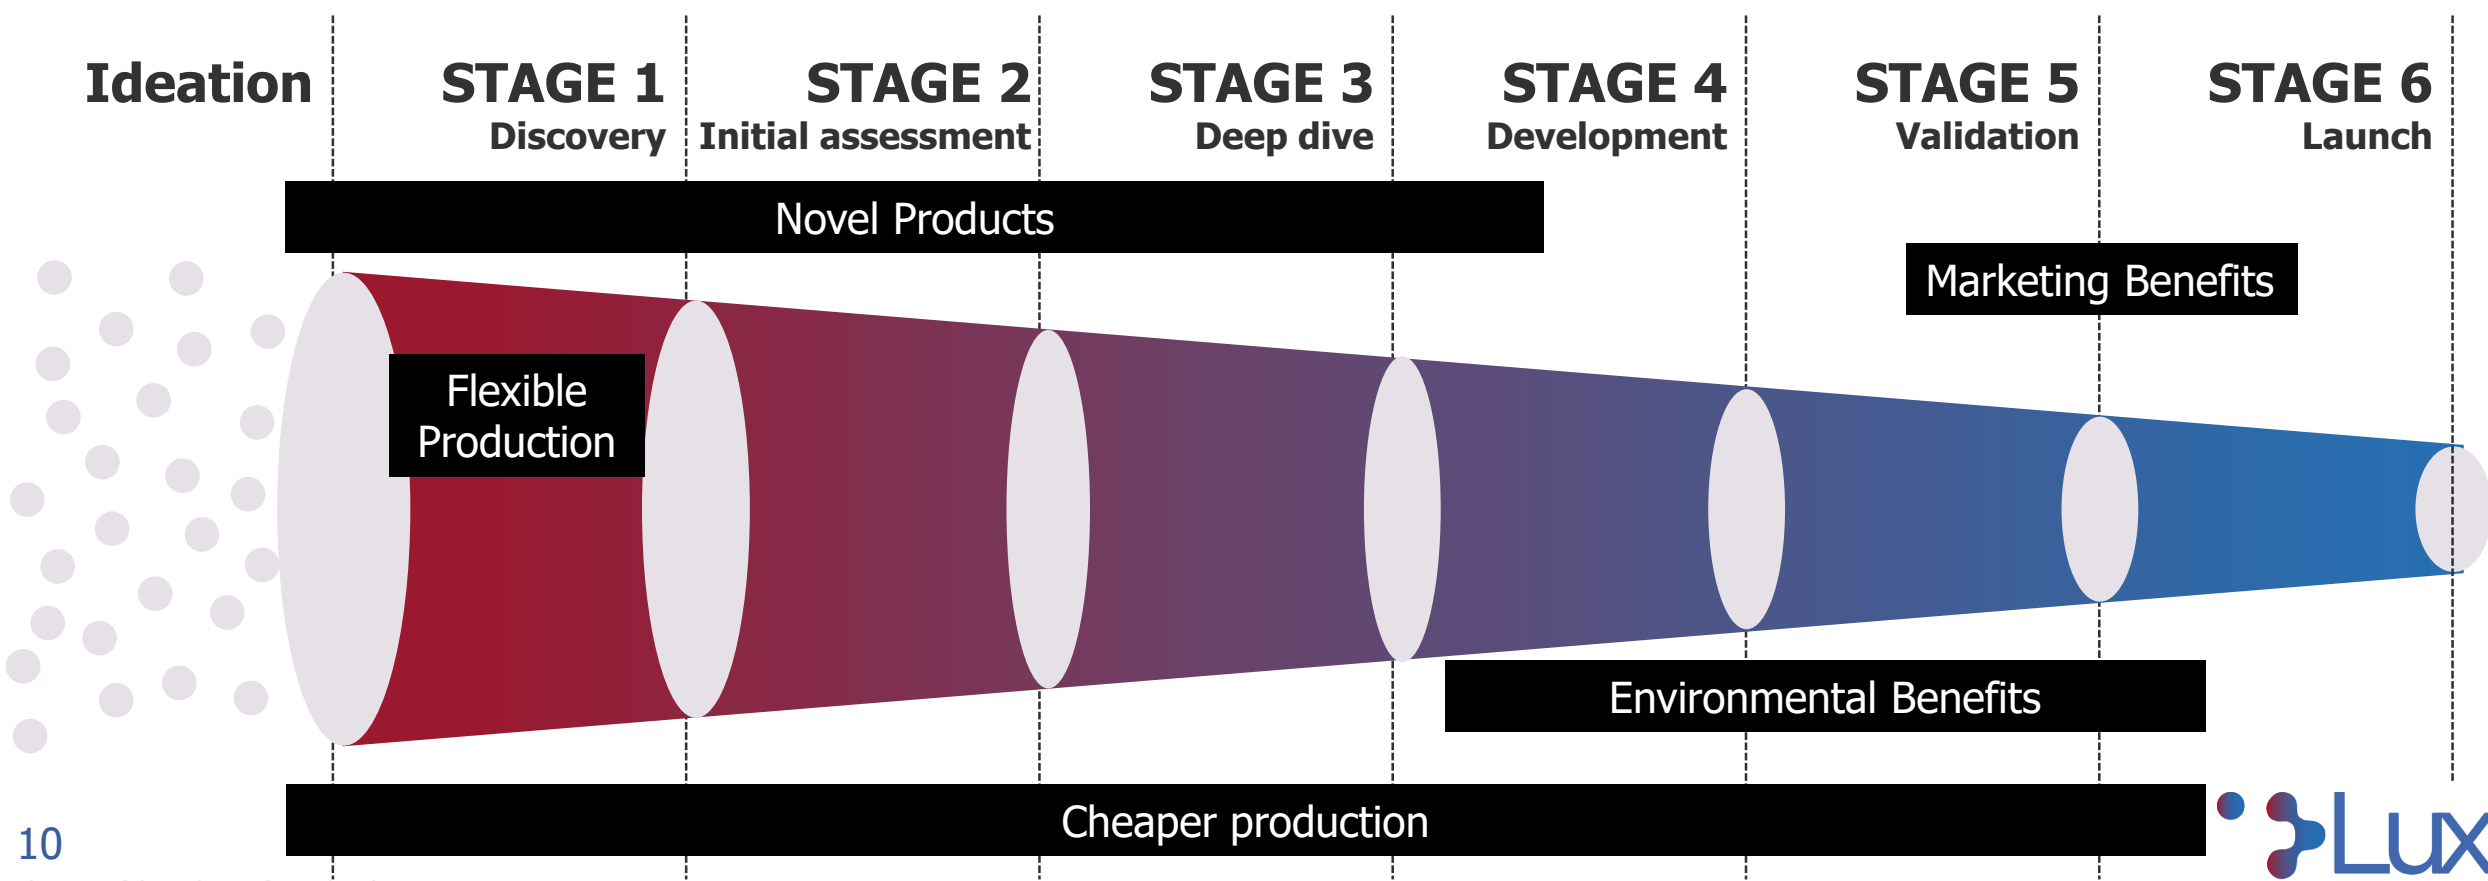 Ideation
STAGE 1
Discovery
STAGE 2
Initial assessment
STAGE 3
Deep dive
STAGE 4
Development
STAGE 5
Validation
STAGE 6
Launch
Novel Products
Marketing Benefits
Flexible
Production
Environmental Benefits
Cheaper production
10
Lux